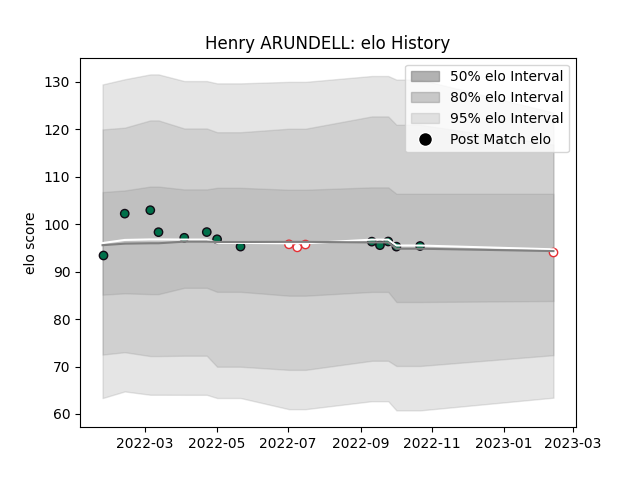 Henry ARUNDELL: elo History
50% elo Interval
80% elo Interval
95% elo Interval
Post Match elo
elo score
130
120
110
100
90
80
70
60
2022-03 2022-05 2022-07 2022-09 2022-11 2023-01 2023-03